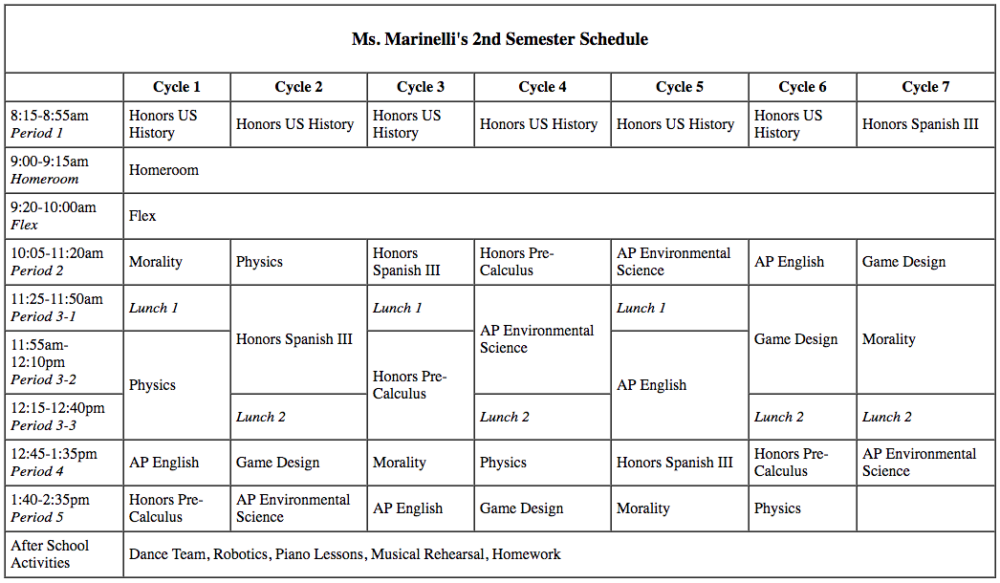 Ms. Marinelli's 2nd Semester Schedule
Cycle 1 Cycle 2 Cycle 3 Cycle 4 Cycle 5 Cycle 6 Cycle 7
8:15-8:55am
Period 1
Honors US
History
Honors US History
Honors US
History
Honors US History
Honors US History
Honors US
History
Honors Spanish III
9:00-9:15am
Homeroom
Homeroom
9:20-10:00am
Flex
Flex
10:05-11:20am
Period 2
Morality
Physics
Honors
Spanish III
Honors Pre-
Calculus
AP Environmental
Science
AP English
Game Design
11:25-11:50am
Period 3-1
Lunch 1
Honors Spanish III
Lunch 1
AP Environmental
Science
Lunch 1
Game Design
Morality
11:55am-
12:10pm
Period 3-2
Physics
Honors Pre-
Calculus
AP English
12:15-12:40pm
Period 3-3
Lunch 2
Lunch 2
Lunch 2
Lunch 2
12:45-1:35pm
Period 4
AP English
Game Design
Morality
Physics
Honors Spanish III
Honors Pre-
Calculus
AP Environmental
Science
1:40-2:35pm
Period 5
Honors Pre-
Calculus
AP Environmental
Science
AP English
Game Design
Morality
Physics
After School
Activities
Dance Team, Robotics, Piano Lessons, Musical Rehearsal, Homework